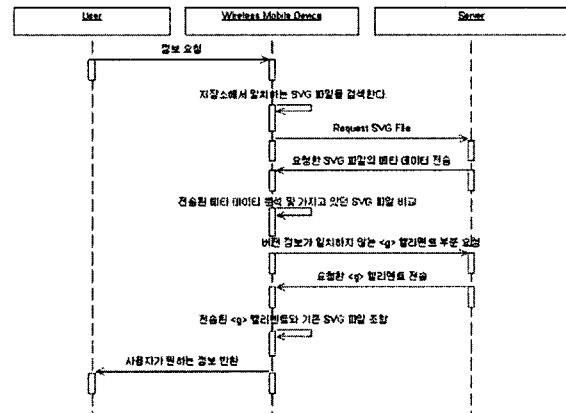 User
Wireless Mobile Device
Server
정보 요청
저장소에서 일치하는 SVG 파일을 검색한다.
Request SVG File
요청한 SVG 파일의 메타 데이터 전송
전송된 메타 데이터 분석 및 가지고 있던 SVG 파일 비교
버전 정보가 일치하지 않는 <g> 엘리먼트 부분 요청
요청한 <g> 엘리먼트 전송
전송된 <g> 엘리먼트와 기존 SVG 파일 조합
사용자가 원하는 정보 반환